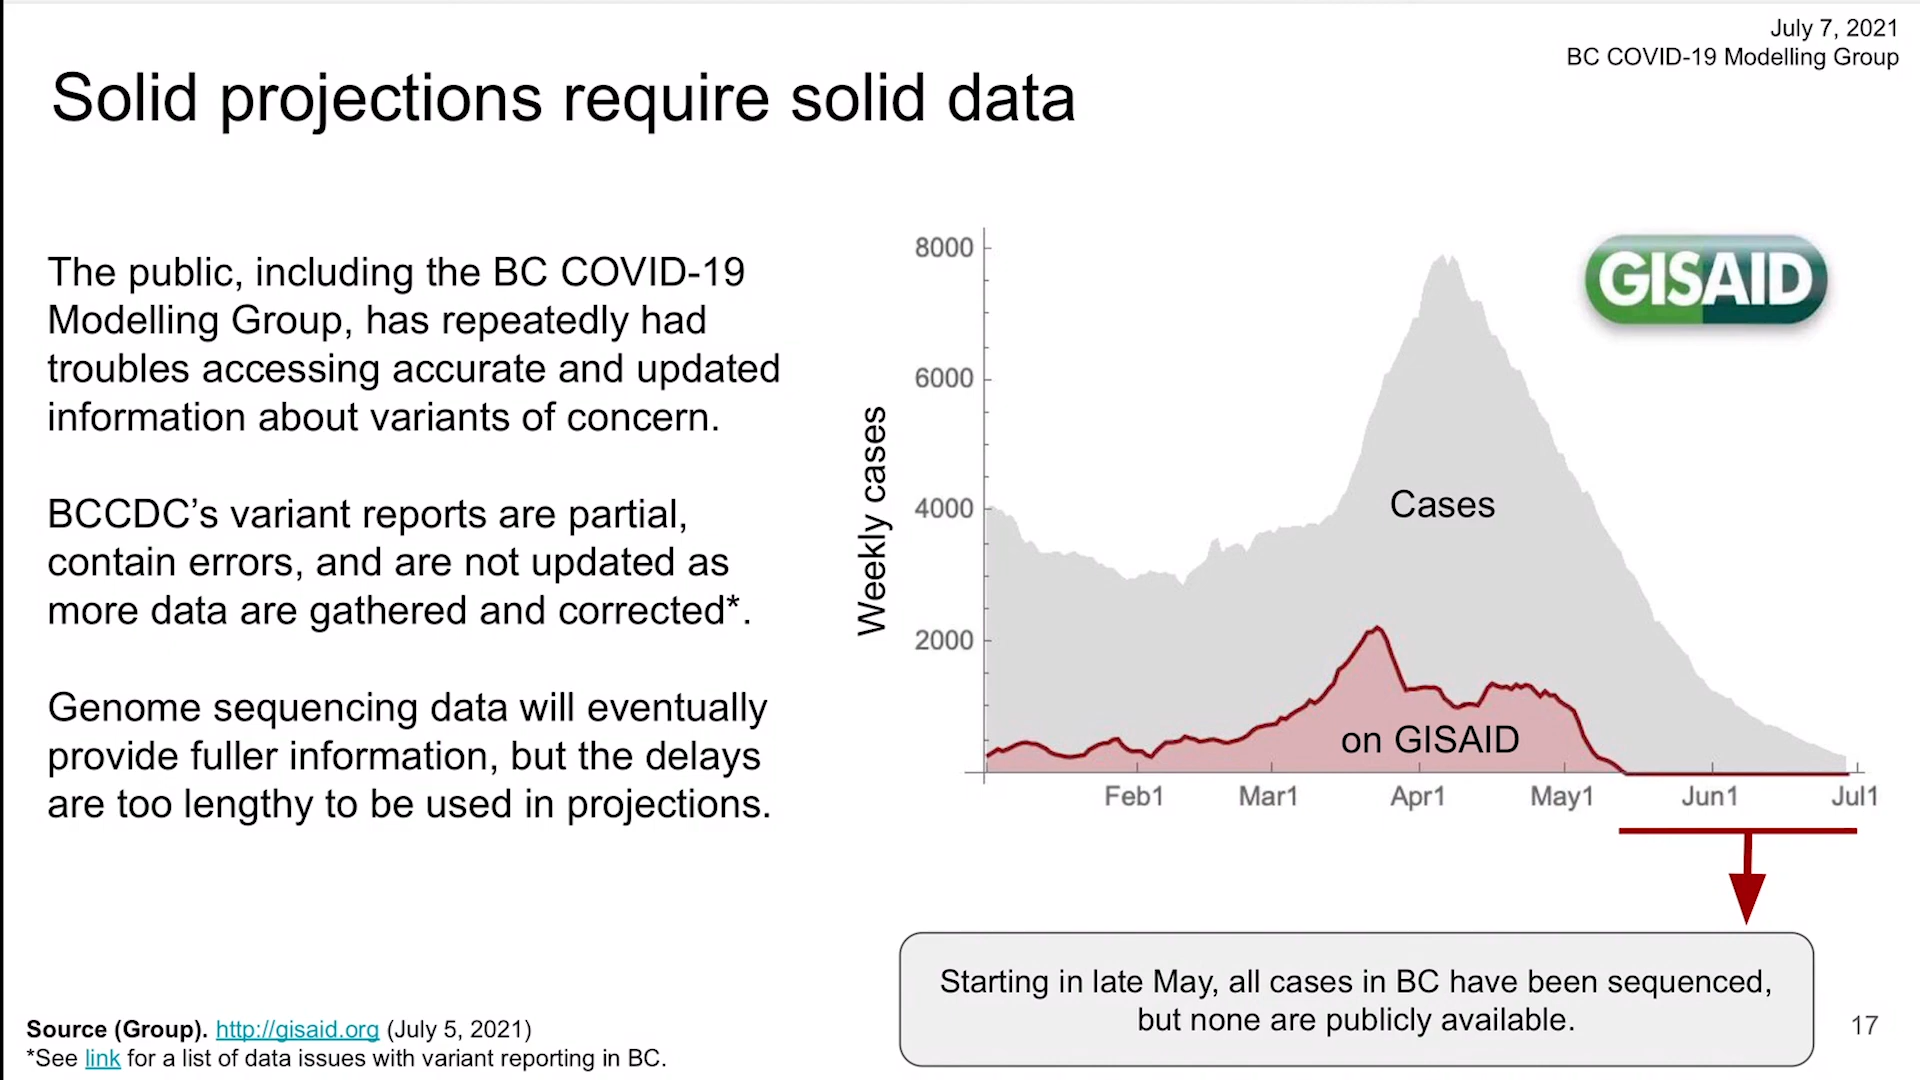 July 7, 2021
BC COVID-19 Modelling Group
Solid projections require solid data
The public, including the BC COVID-19
Modelling Group, has repeatedly had
troubles accessing accurate and updated
information about variants of concern.
BCCDC’s variant reports are partial,
contain errors, and are not updated as
more data are gathered and corrected*.
Genome sequencing data will eventually
provide fuller information, but the delays
are too lengthy to be used in projections.
Weekly cases
8000
6000
4000
2000
GISAID
Cases
on GISAID
Feb1 Mar1 Apr1 May1 Jun1 Jul1
Starting in late May, all cases in BC have been sequenced,
but none are publicly available.
Source (Group). http://gisaid.org (July 5, 2021)
*See link for a list of data issues with variant reporting in BC.
17